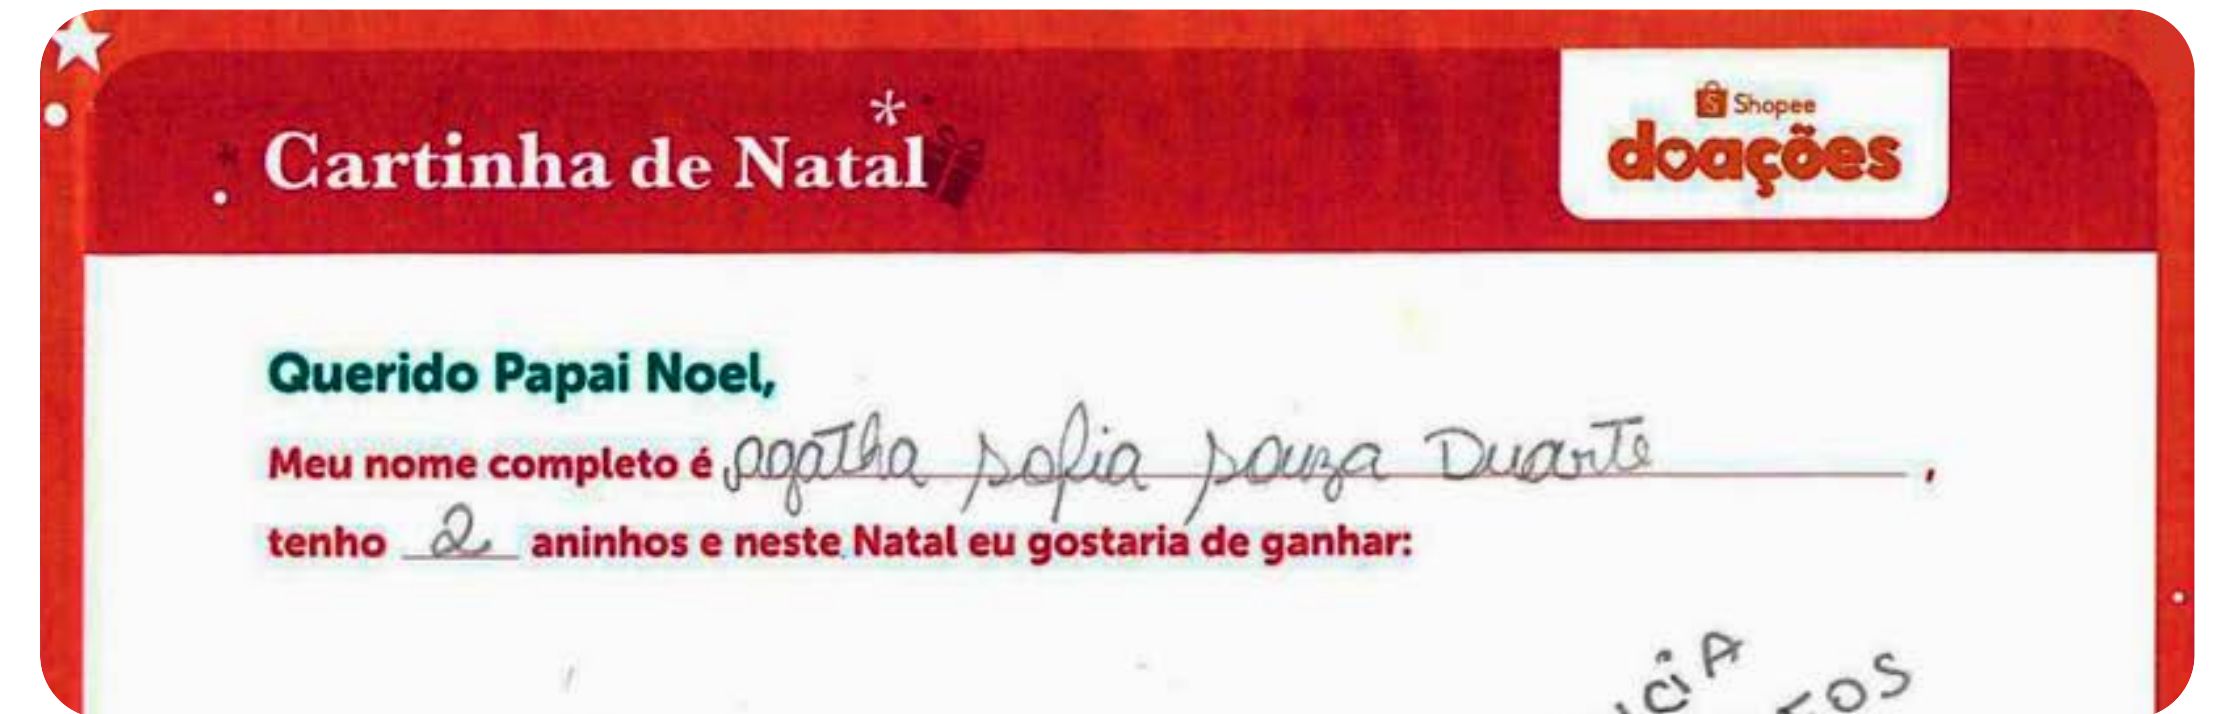 Cartinha de Natal
Shopee
doações
Querido Papai Noel,
Meu nome completo é agatha sofia souza Duarte,
tenho 2 aninhos e neste Natal eu gostaria de ganhar: